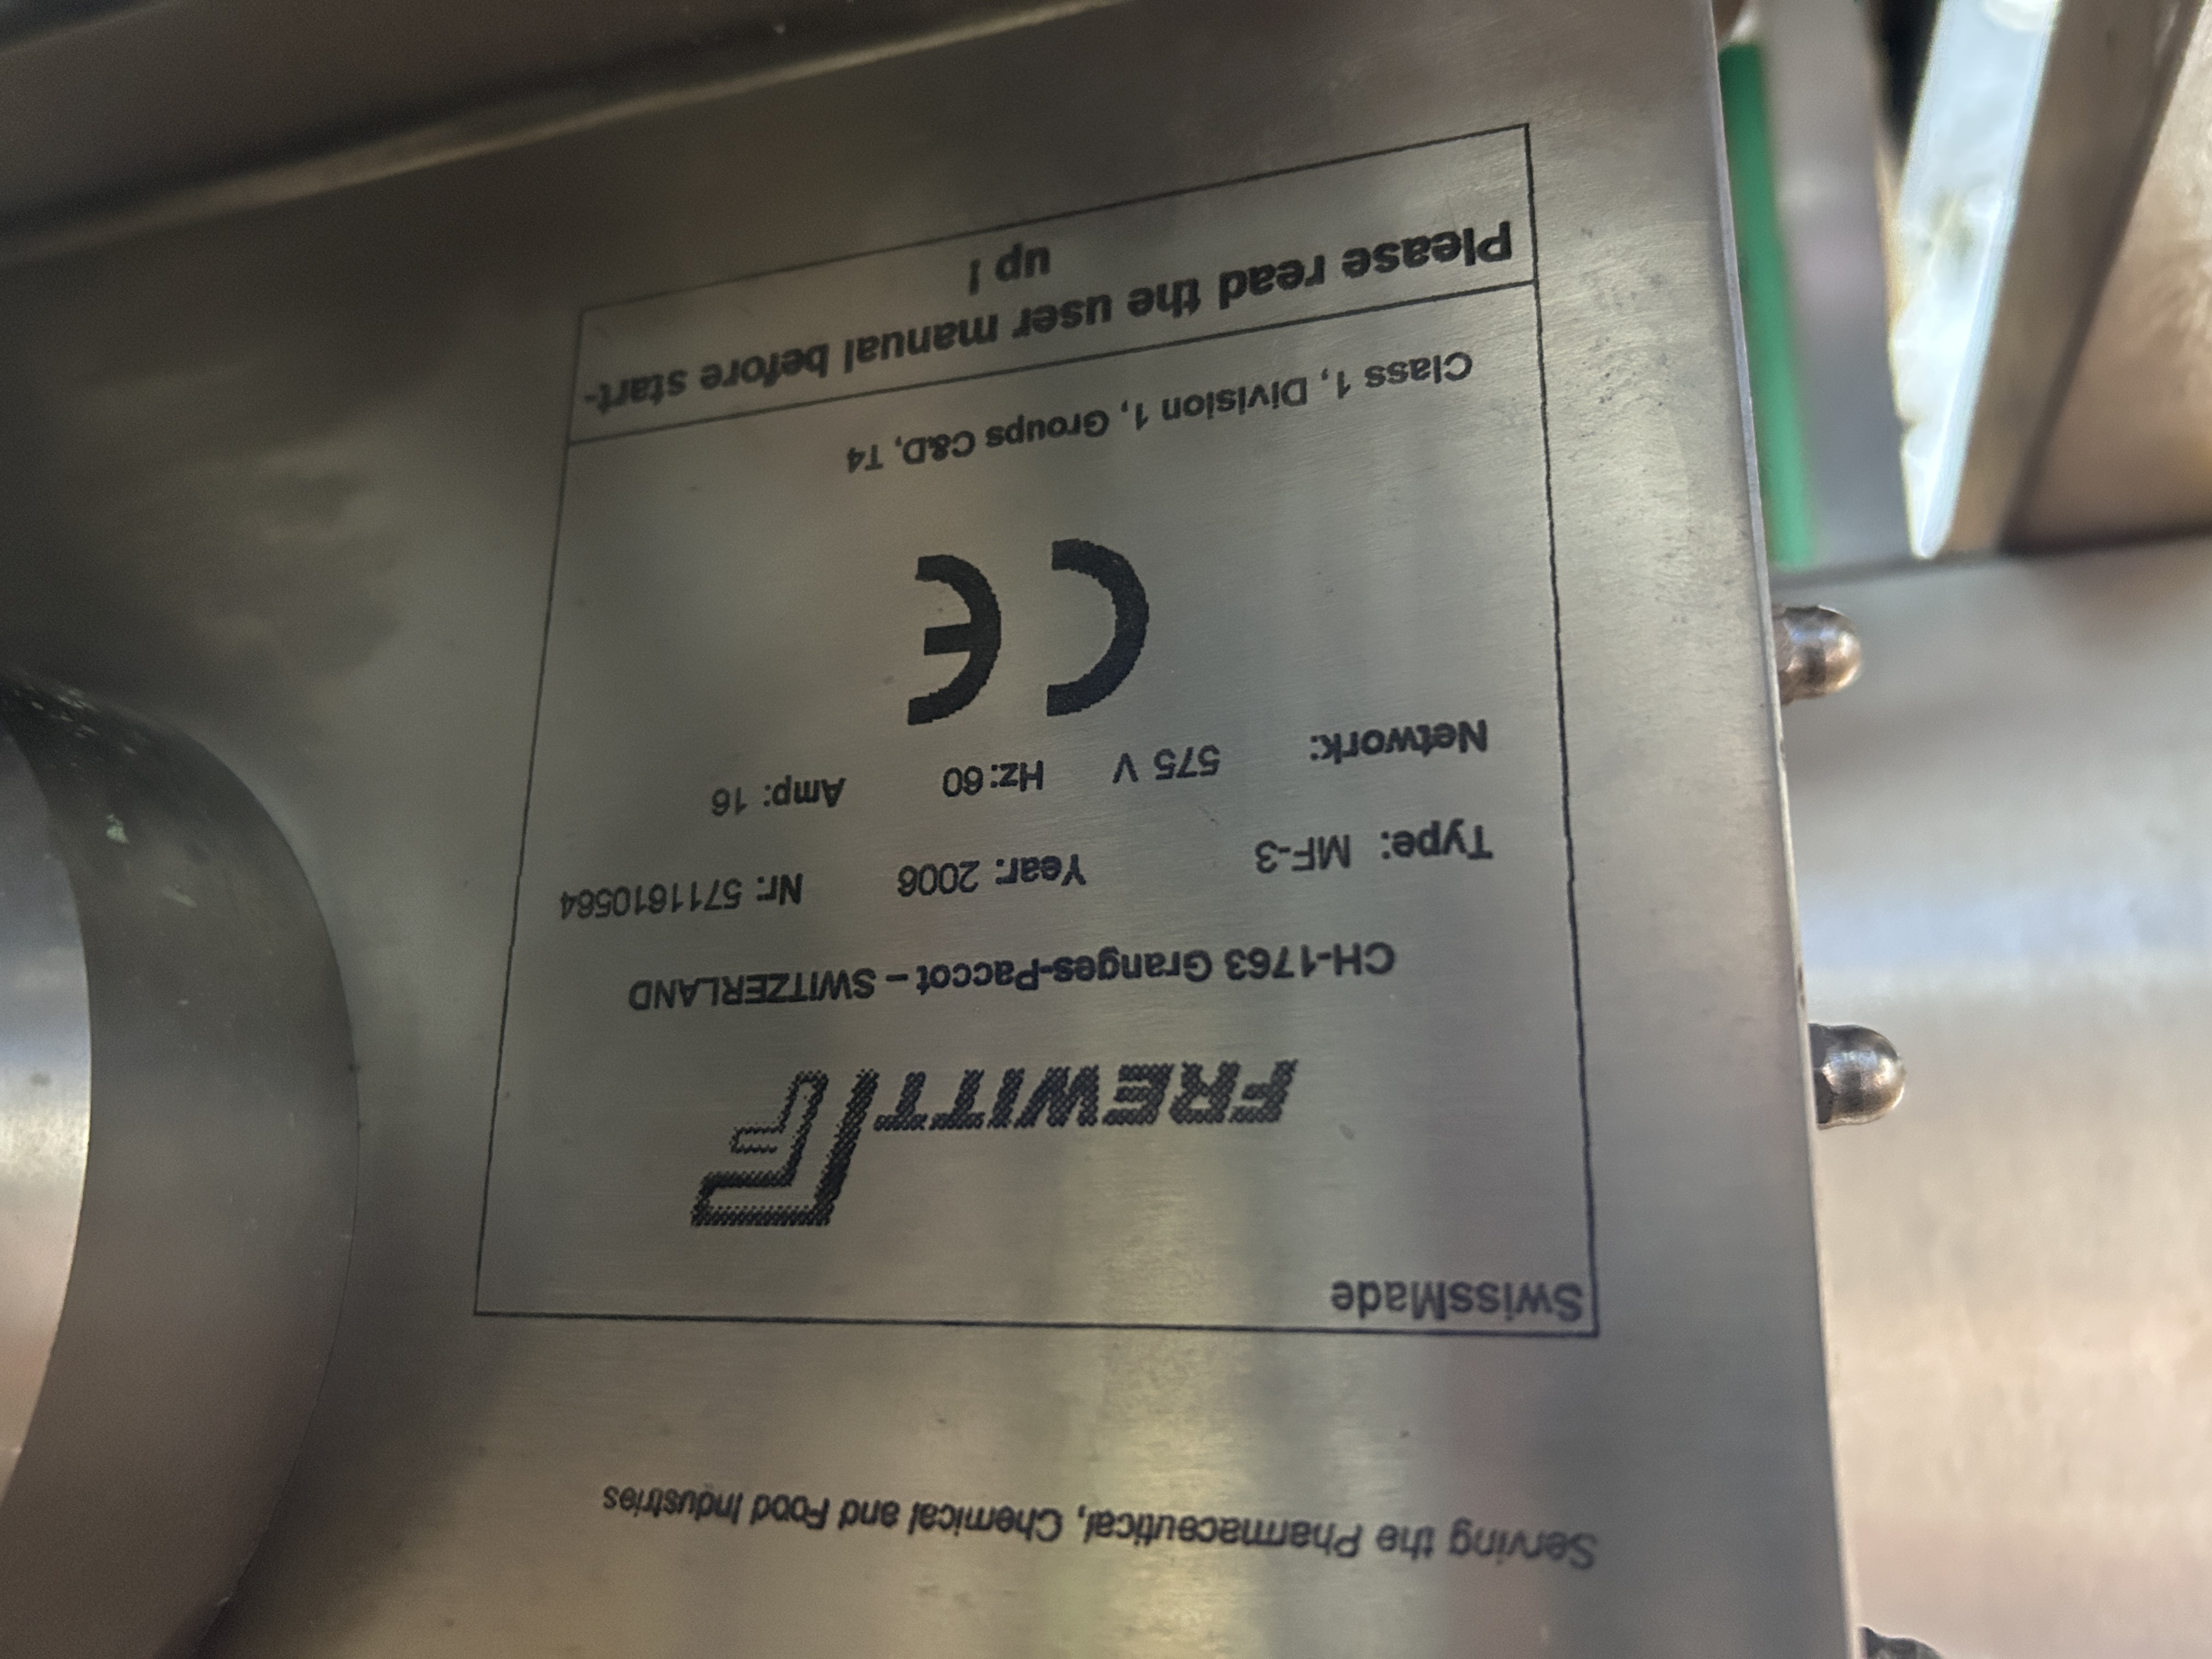 Serving the Pharmaceutical, Chemical and Food Industries
SwissMade
FREWITT
CH-1763 Granges-Paccot – SWITZERLAND
Type: MF-3 Year: 2006 Nr: 5711610564
Network: 575 V Hz: 60 Amp: 16
CE
Class 1, Division 1, Groups C&D, T4
Please read the user manual before start-
up !